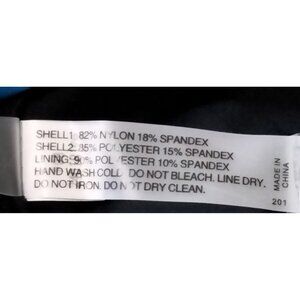 SHELL1: 82% NYLON 18% SPANDEX
SHELL2: 85% POLYESTER 15% SPANDEX
LINING: 90% POLYESTER 10% SPANDEX
HAND WASH COLD. DO NOT BLEACH. LINE DRY.
DO NOT IRON. DO NOT DRY CLEAN.
MADE IN
CHINA
201